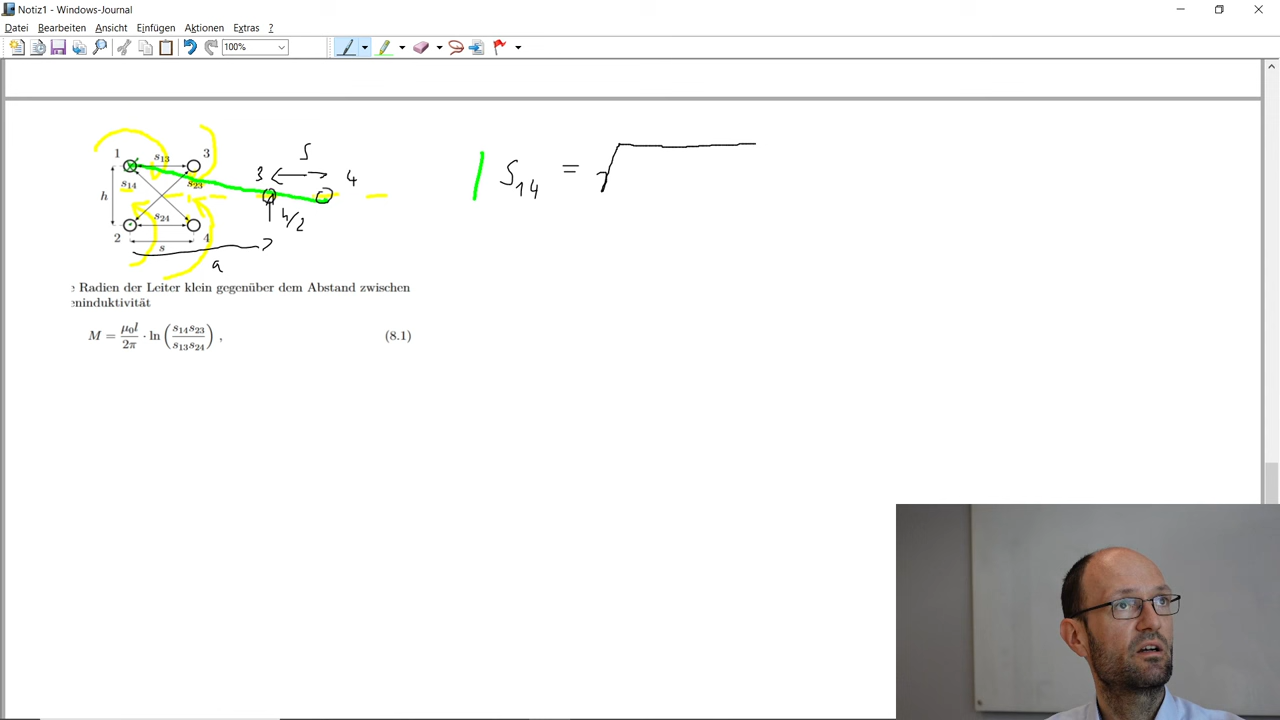 Notiz1 - Windows-Journal
Datei Bearbeiten Ansicht Einfügen Aktionen Extras ?
100%
1 s13 3
s14 s23
h
s24
2 s 4
S
3 4
h/2
a
S14 = √
e Radien der Leiter klein gegenüber dem Abstand zwischen
eninduktivität
M = μ0l/2π · ln (s14s23/s13s24) , (8.1)